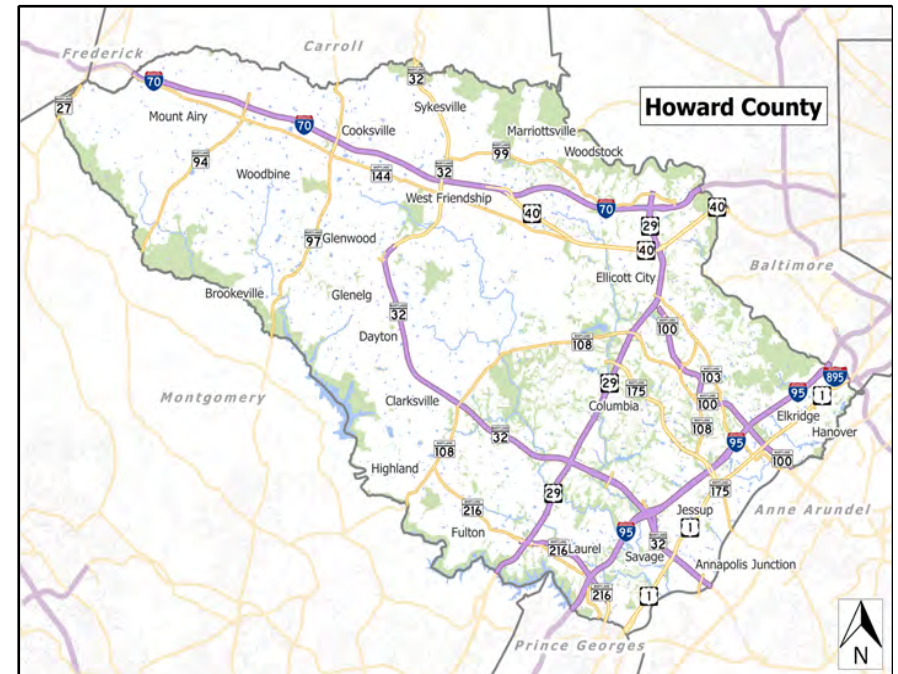 Frederick
Carroll
Howard County
70
32
27
Sykesville
Mount Airy
70
Cooksville
Marriottsville
94
99
Woodstock
144
32
Woodbine
West Friendship
40
70
40
29
97
Glenwood
40
Ellicott City
Baltimore
Brookeville
Glenelg
32
Dayton
100
108
Montgomery
29
175
103
95
895
Clarksville
Columbia
100
1
Elkridge
108
Hanover
108
32
95
100
Highland
29
175
216
Jessup
Anne Arundel
Fulton
95
1
216
Laurel
Savage
32
Annapolis Junction
216
1
Prince Georges
N